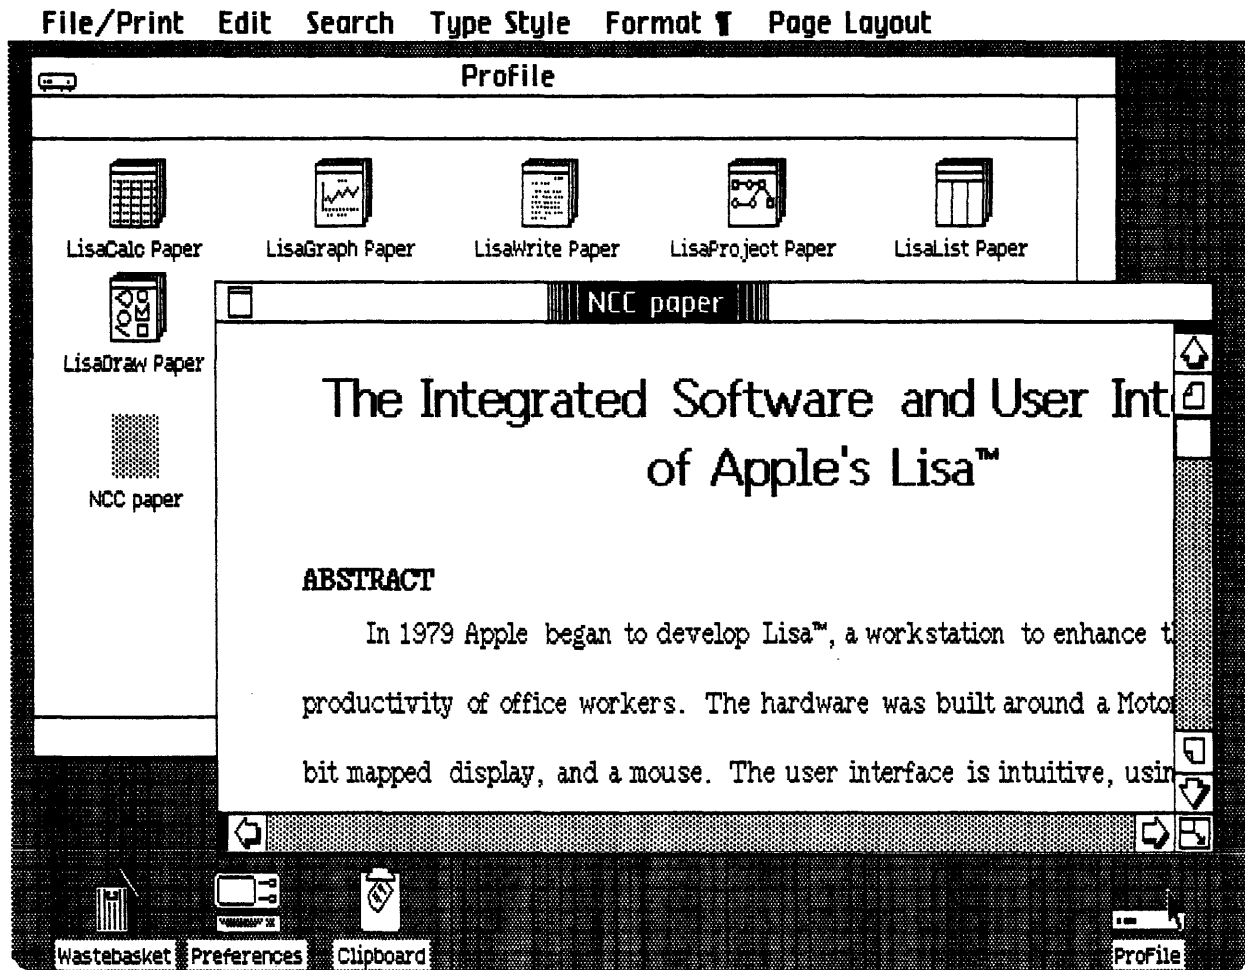 File/Print Edit Search Type Style Format ¶ Page Layout
Profile
LisaCalc Paper LisaGraph Paper LisaWrite Paper LisaProject Paper LisaList Paper
LisaDraw Paper
NCC paper
NCC paper
The Integrated Software and User Int
of Apple's Lisa™
ABSTRACT
In 1979 Apple began to develop Lisa™, a workstation to enhance t
productivity of office workers. The hardware was built around a Moto
bit mapped display, and a mouse. The user interface is intuitive, usin
Wastebasket Preferences Clipboard Profile